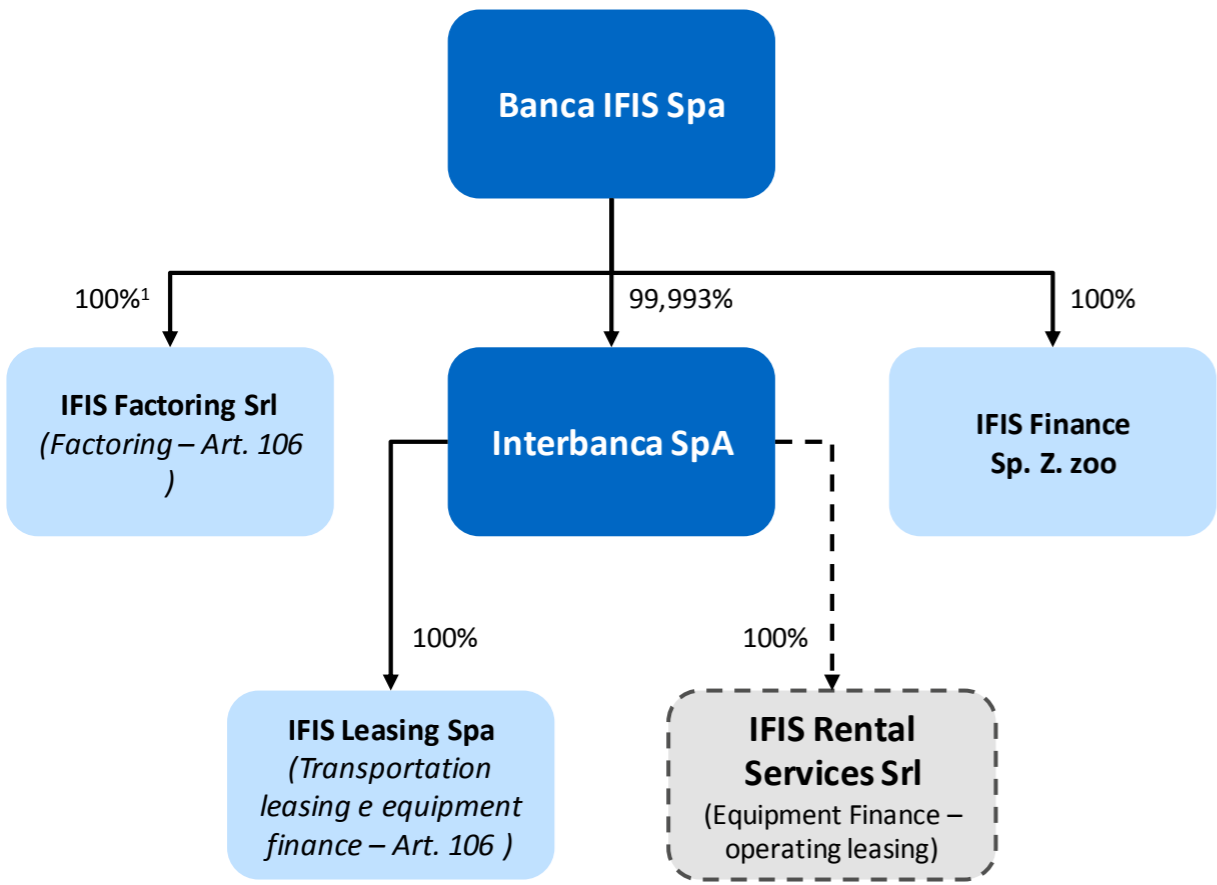 Banca IFIS Spa
100%¹
99,993%
100%
IFIS Factoring Srl
(Factoring – Art. 106
)
Interbanca SpA
IFIS Finance
Sp. Z. zoo
100%
100%
IFIS Leasing Spa
(Transportation
leasing e equipment
finance – Art. 106 )
IFIS Rental
Services Srl
(Equipment Finance –
operating leasing)